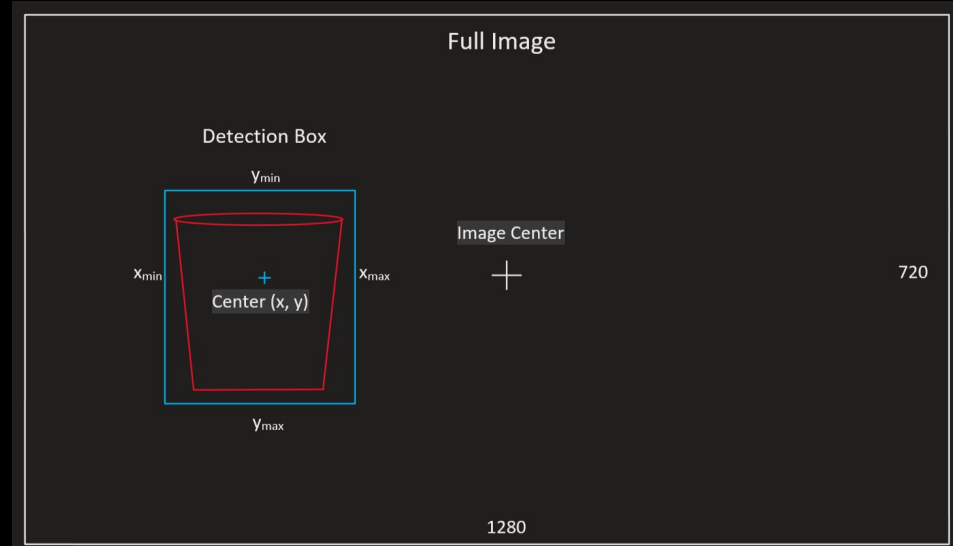 Full Image
Detection Box
ymin
Image Center
xmin
xmax
720
Center (x, y)
ymax
1280